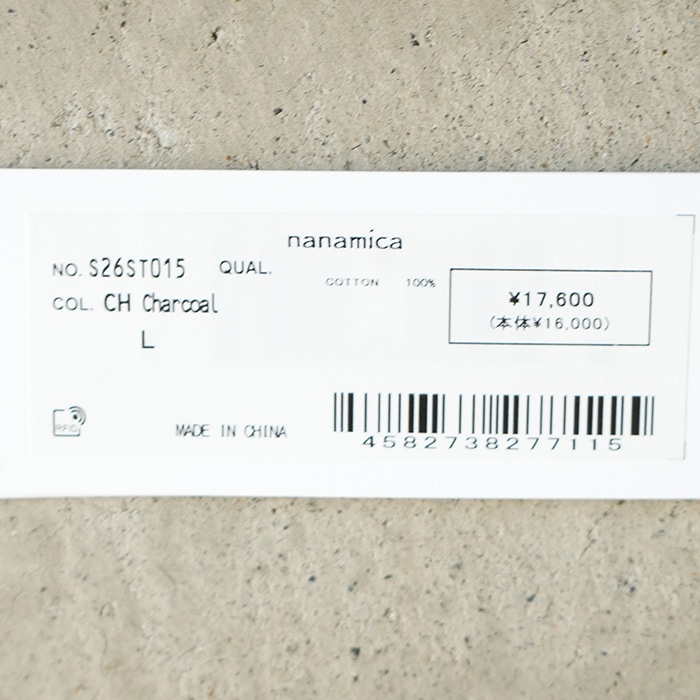 nanamica
NO. S26ST015 QUAL.
COTTON 100%
COL. CH Charcoal
L
¥17,600
(本体¥16,000)
RFID
MADE IN CHINA
4582738277115